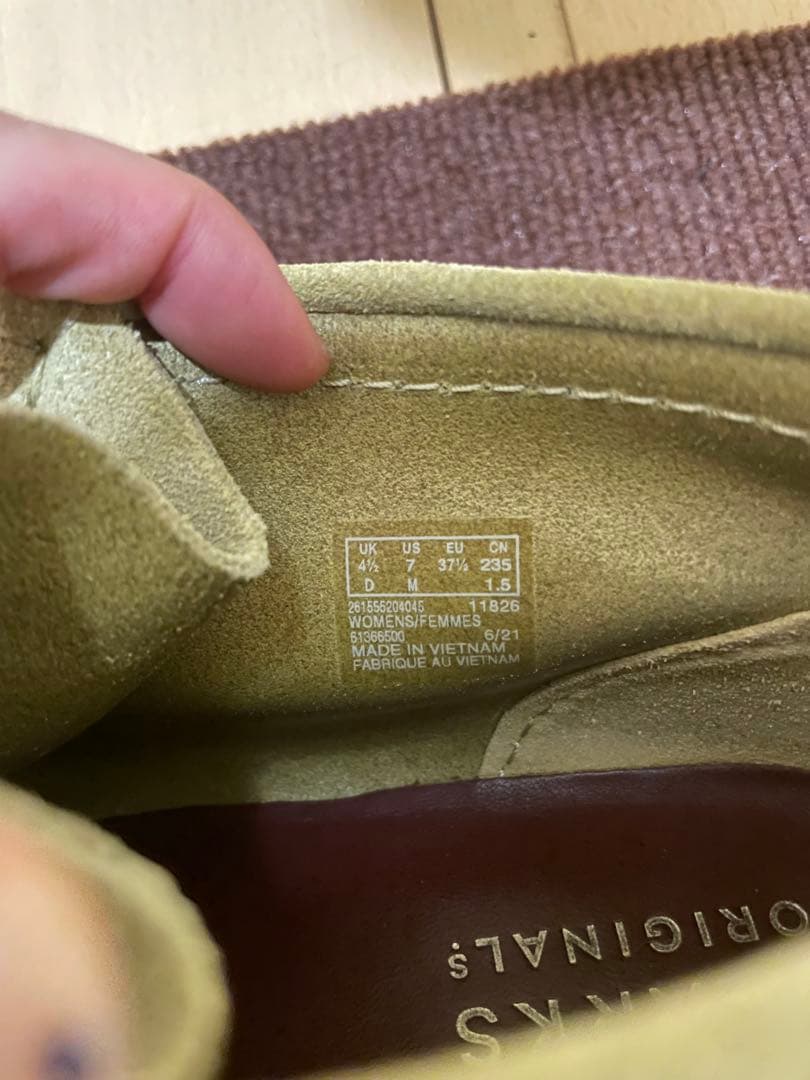 UK US EU CN
4½ 7 37½ 235
D M 1.5
261555204045 11826
WOMENS/FEMMES
61366500 6/21
MADE IN VIETNAM
FABRIQUE AU VIETNAM
ORIGINALS